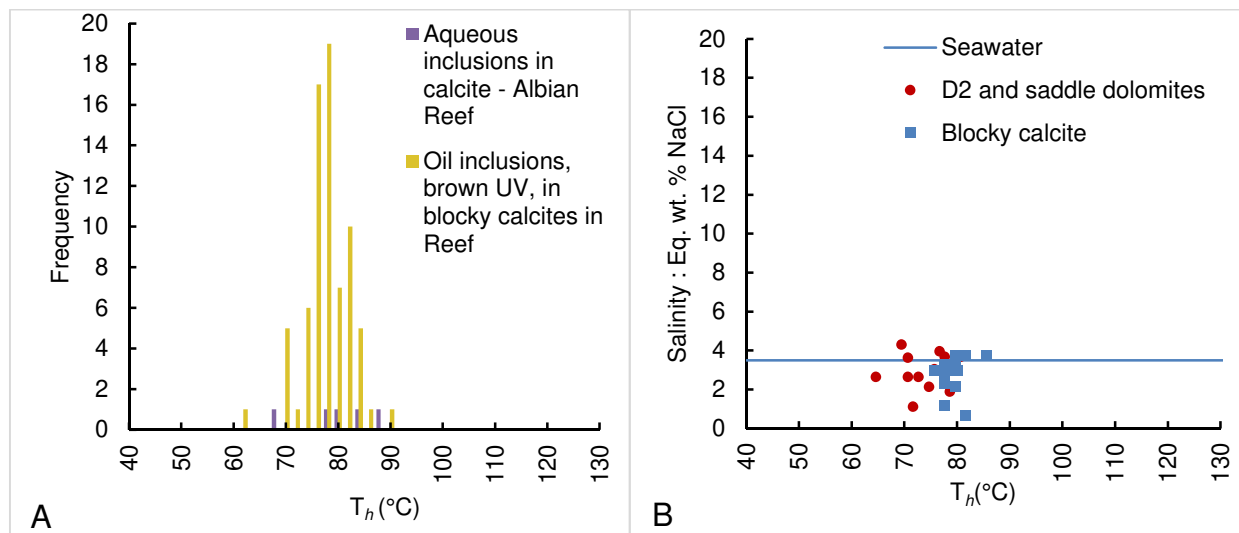 20
18
16
14
12
10
8
6
4
2
0
Frequency
40
50
60
70
80
90
100
110
120
130
T_h (°C)
Aqueous
inclusions in
calcite - Albian
Reef
Oil inclusions,
brown UV, in
blocky calcites in
Reef
A
20
18
16
14
12
10
8
6
4
2
0
Salinity : Eq. wt. % NaCl
40
50
60
70
80
90
100
110
120
130
T_h (°C)
Seawater
D2 and saddle dolomites
Blocky calcite
B